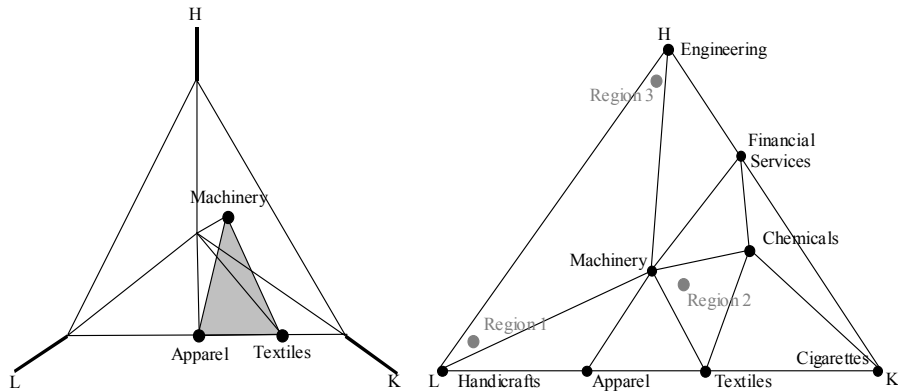 H
Machinery
Apparel
Textiles
L
K
H
Engineering
Region 3
Financial
Services
Chemicals
Machinery
Region 2
Region 1
Cigarettes
L
Handicrafts
Apparel
Textiles
K